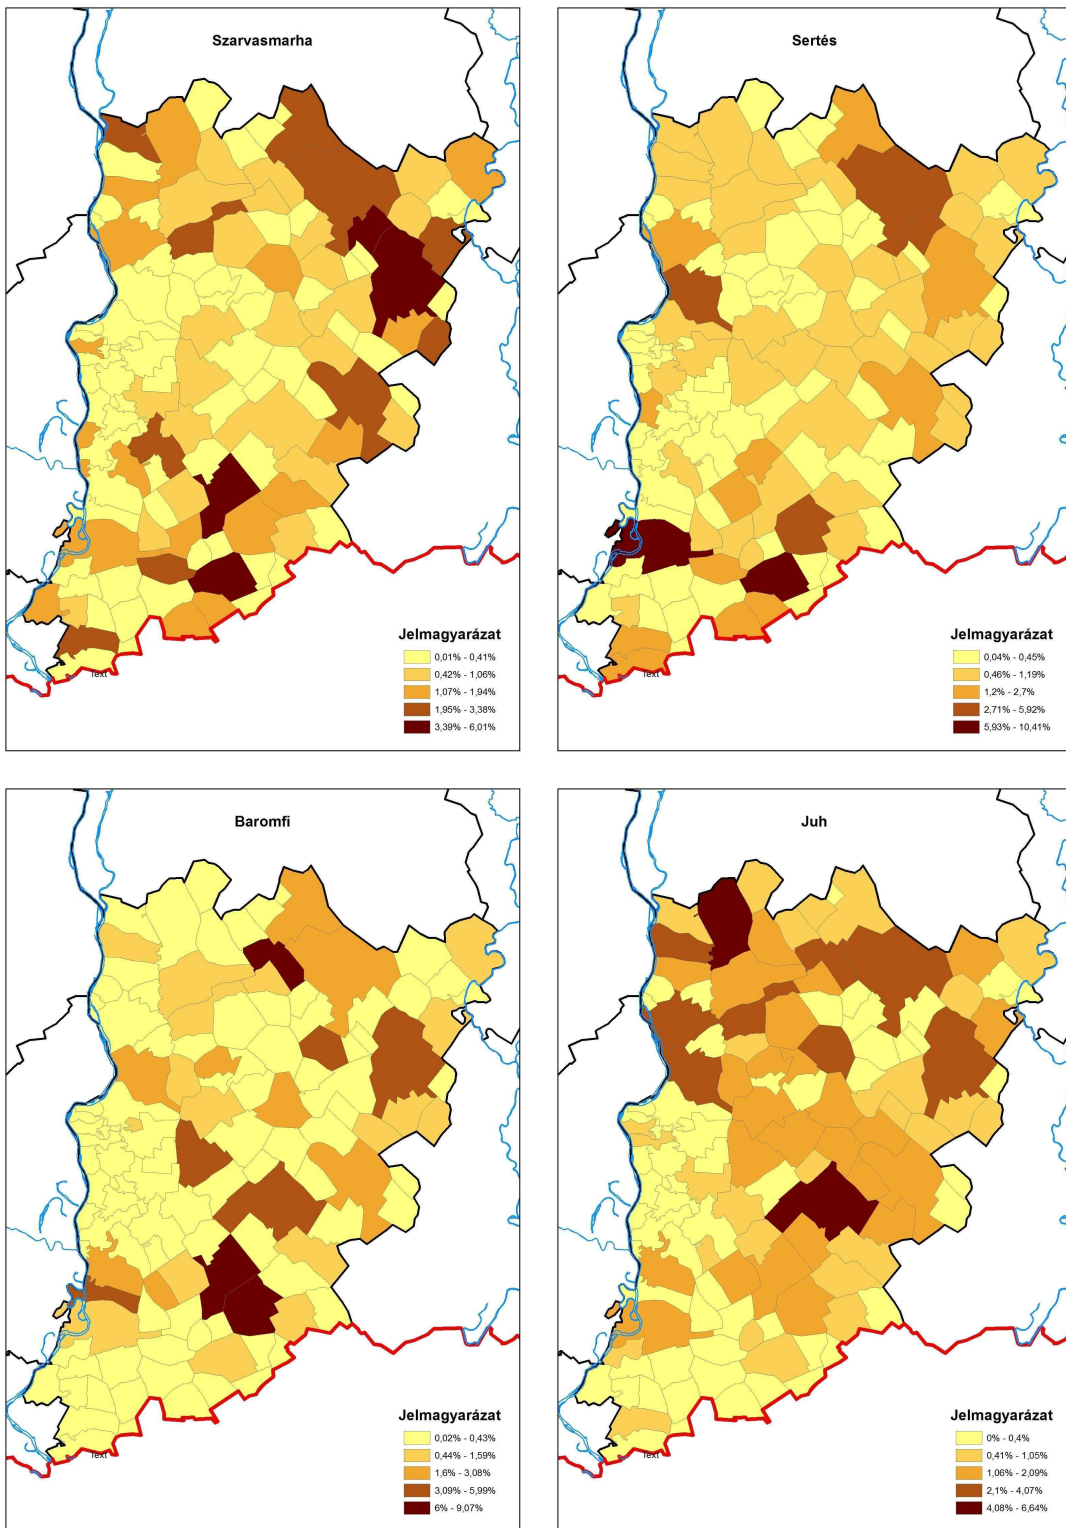 Szarvasmarha
Jelmagyarázat
0,01% - 0,41%
0,42% - 1,06%
1,07% - 1,94%
1,95% - 3,38%
3,39% - 6,01%
Text
Sertés
Jelmagyarázat
0,04% - 0,45%
0,46% - 1,19%
1,2% - 2,7%
2,71% - 5,92%
5,93% - 10,41%
Text
Baromfi
Jelmagyarázat
0,02% - 0,43%
0,44% - 1,59%
1,6% - 3,08%
3,09% - 5,99%
6% - 9,07%
Text
Juh
Jelmagyarázat
0% - 0,4%
0,41% - 1,05%
1,06% - 2,09%
2,1% - 4,07%
4,08% - 6,64%
Text